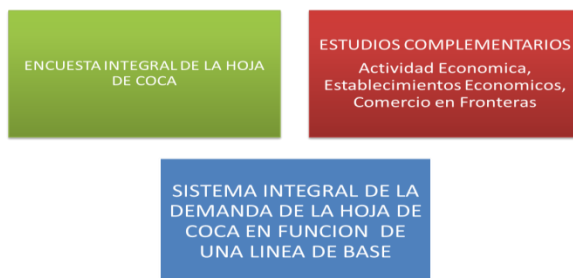 ENCUESTA INTEGRAL DE LA HOJA
DE COCA
ESTUDIOS COMPLEMENTARIOS
Actividad Economica,
Establecimientos Economicos,
Comercio en Fronteras
SISTEMA INTEGRAL DE LA
DEMANDA DE LA HOJA DE
COCA EN FUNCION DE
UNA LINEA DE BASE